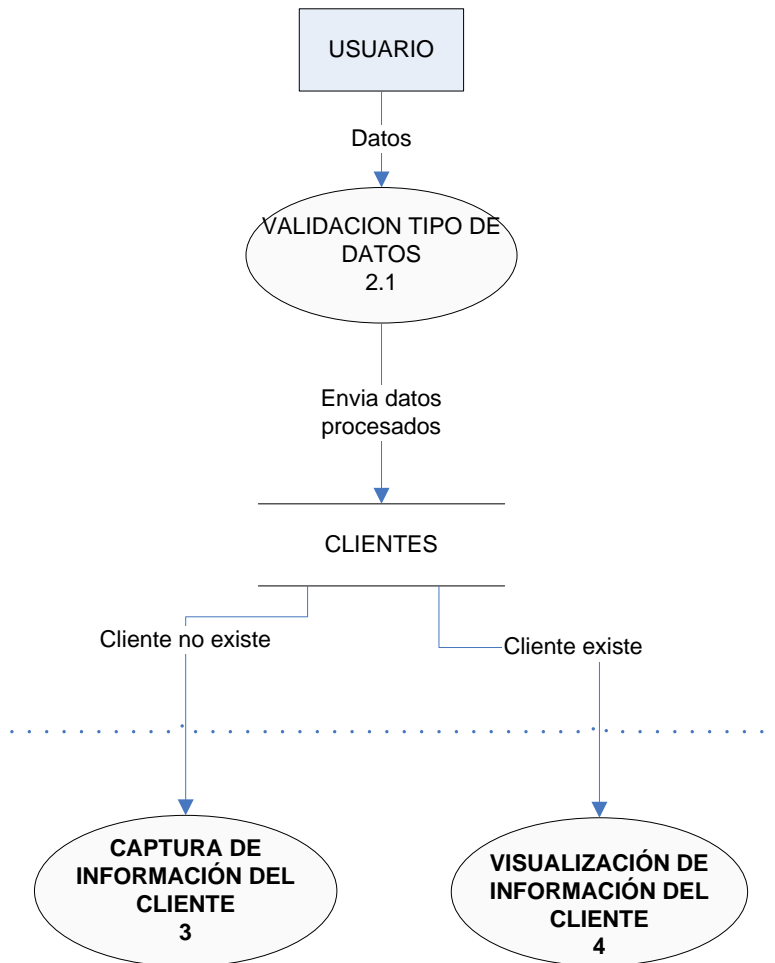 USUARIO
Datos
VALIDACION TIPO DE
DATOS
2.1
Envia datos
procesados
CLIENTES
Cliente no existe
Cliente existe
CAPTURA DE
INFORMACIÓN DEL
CLIENTE
3
VISUALIZACIÓN DE
INFORMACIÓN DEL
CLIENTE
4